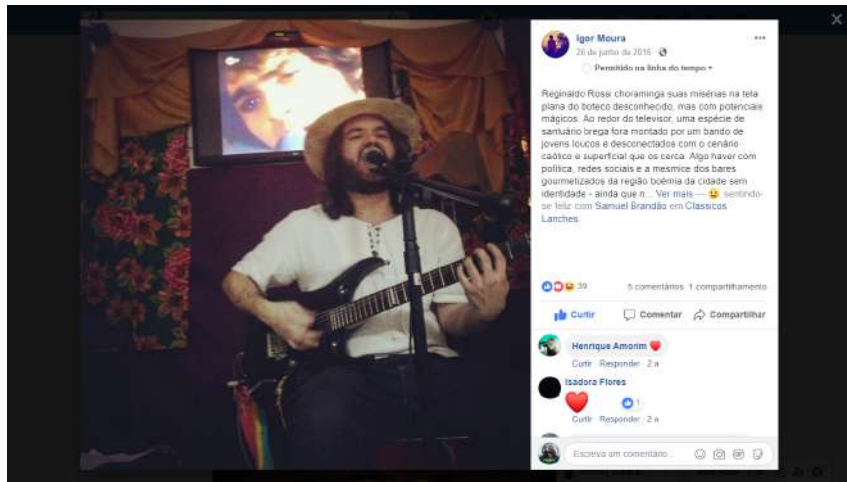 Igor Moura
26 de junho de 2016
Permitido na linha do tempo
Reginaldo Rossi choraminga suas misérias na tela
plana do boteco desconhecido, mas com potenciais
mágicos. Ao redor do televisor, uma espécie de
santuário brega fora montado por um bando de
jovens loucos e desconectados com o cenário
caótico e superficial que os cerca. Algo haver com
política, redes sociais e a mesmice dos bares
gourmetizados da região boêmia da cidade sem
identidade - ainda que n... Ver mais — sentindo-
se feliz com Samuel Brandão em Classicos
Lanches.
39 5 comentários 1 compartilhamento
Curtir Comentar Compartilhar
Henrique Amorim
Curtir · Responder · 2 a
Isadora Flores
1
Curtir · Responder · 2 a
Escreva um comentário...
GIF